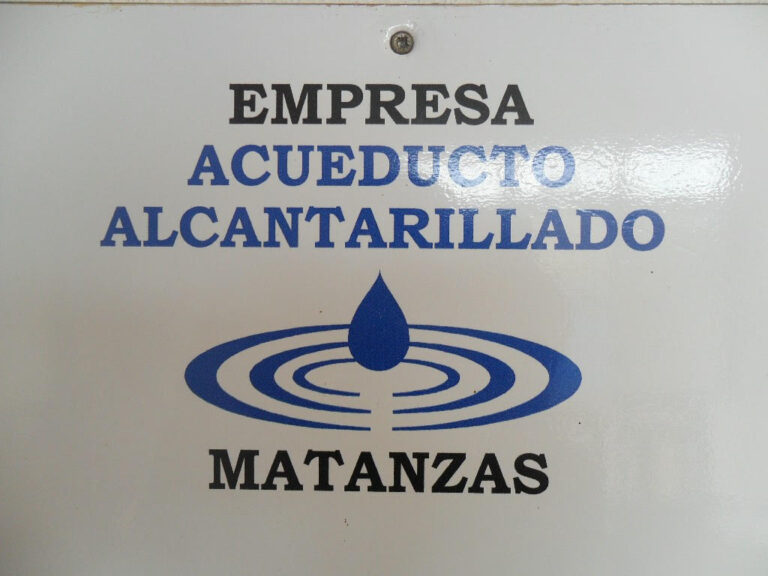 EMPRESA
ACUEDUCTO
ALCANTARILLADO
MATANZAS